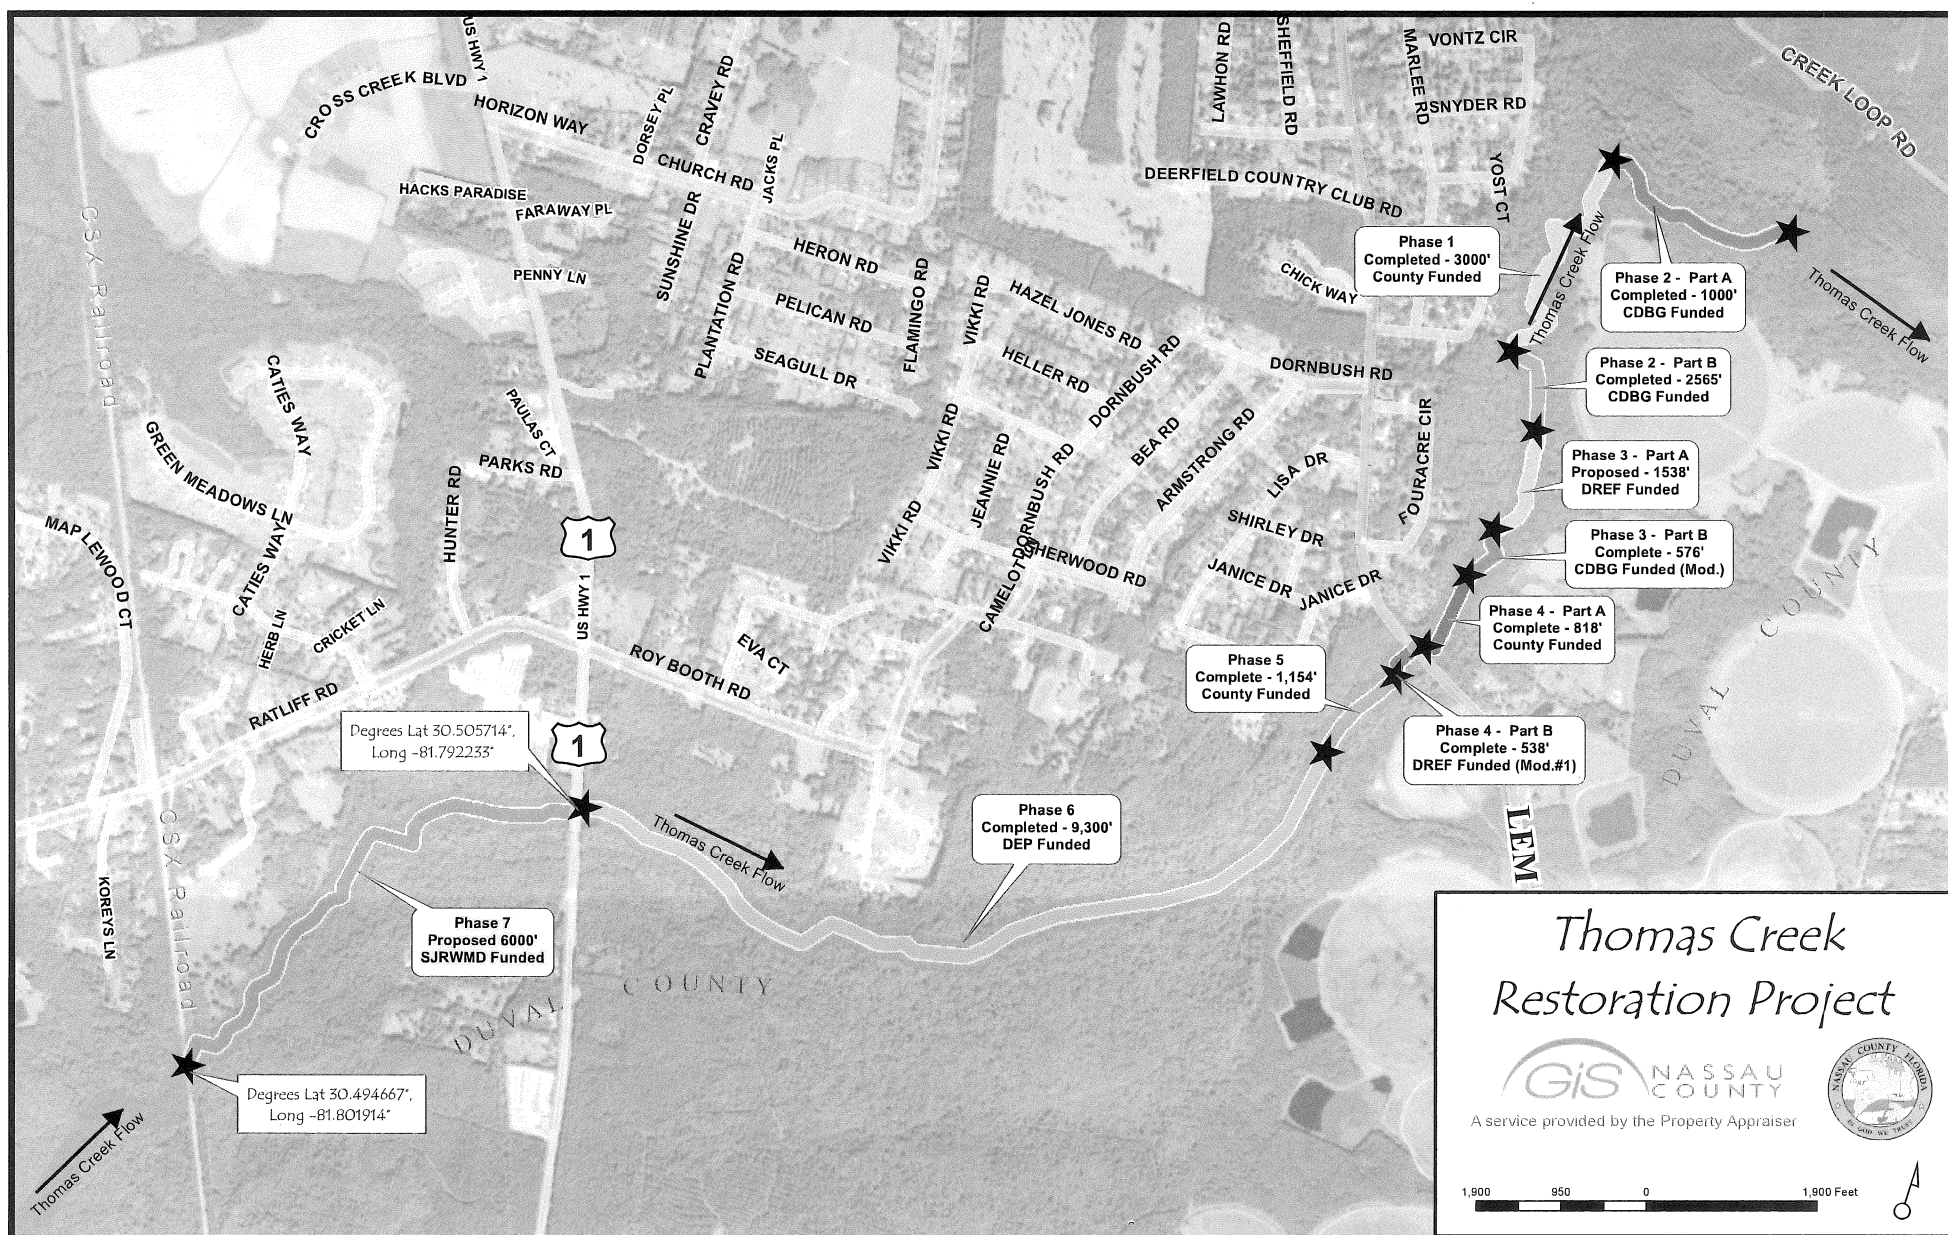 US HWY 1
CROSS CREEK BLVD
HORIZON WAY
DORSEY PL
CRAVEY RD
CHURCH RD
JACKS PL
HACKS PARADISE
FARAWAY PL
PENNY LN
SUNSHINE DR
PLANTATION RD
HERON RD
PELICAN RD
SEAGULL DR
FLAMINGO RD
VIKKI RD
HAZEL JONES RD
HELLER RD
DORNBUSH RD
DORNBUSH RD
LAWHON RD
SHEFFIELD RD
MARLEE RD
VONTZ CIR
SNYDER RD
YOST CT
DEERFIELD COUNTRY CLUB RD
CHICK WAY
CREEK LOOP RD
Phase 1
Completed - 3000'
County Funded
Thomas Creek Flow
Phase 2 - Part A
Completed - 1000'
CDBG Funded
Thomas Creek Flow
Phase 2 - Part B
Completed - 2565'
CDBG Funded
Phase 3 - Part A
Proposed - 1538'
DREF Funded
Phase 3 - Part B
Complete - 576'
CDBG Funded (Mod.)
Phase 4 - Part A
Complete - 818'
County Funded
Phase 5
Complete - 1,154'
County Funded
Phase 4 - Part B
Complete - 538'
DREF Funded (Mod.#1)
CSX Railroad
CATIES WAY
GREEN MEADOWS LN
CATIES WAY
MAPLEWOOD CT
HERB LN
CRICKET LN
HUNTER RD
PAULAS CT
PARKS RD
1
US HWY 1
RATLIFF RD
ROY BOOTH RD
EVA CT
VIKKI RD
VIKKI RD
JEANNIE RD
DORNBUSH RD
CAMELOT LN
SHERWOOD RD
BEA RD
ARMSTRONG RD
LISA DR
SHIRLEY DR
JANICE DR
JANICE DR
FOURACRE CIR
DUVAL COUNTY
Degrees Lat 30.505714°,
Long -81.792233°
1
Thomas Creek Flow
Phase 6
Completed - 9,300'
DEP Funded
LEM
KOREYS LN
CSX Railroad
Phase 7
Proposed 6000'
SJRWMD Funded
DUVAL COUNTY
Degrees Lat 30.494667°,
Long -81.801914°
Thomas Creek Flow
Thomas Creek
Restoration Project
GiS NASSAU
COUNTY
A service provided by the Property Appraiser
NASSAU COUNTY FLORIDA
IN GOD WE TRUST
1,900 950 0 1,900 Feet